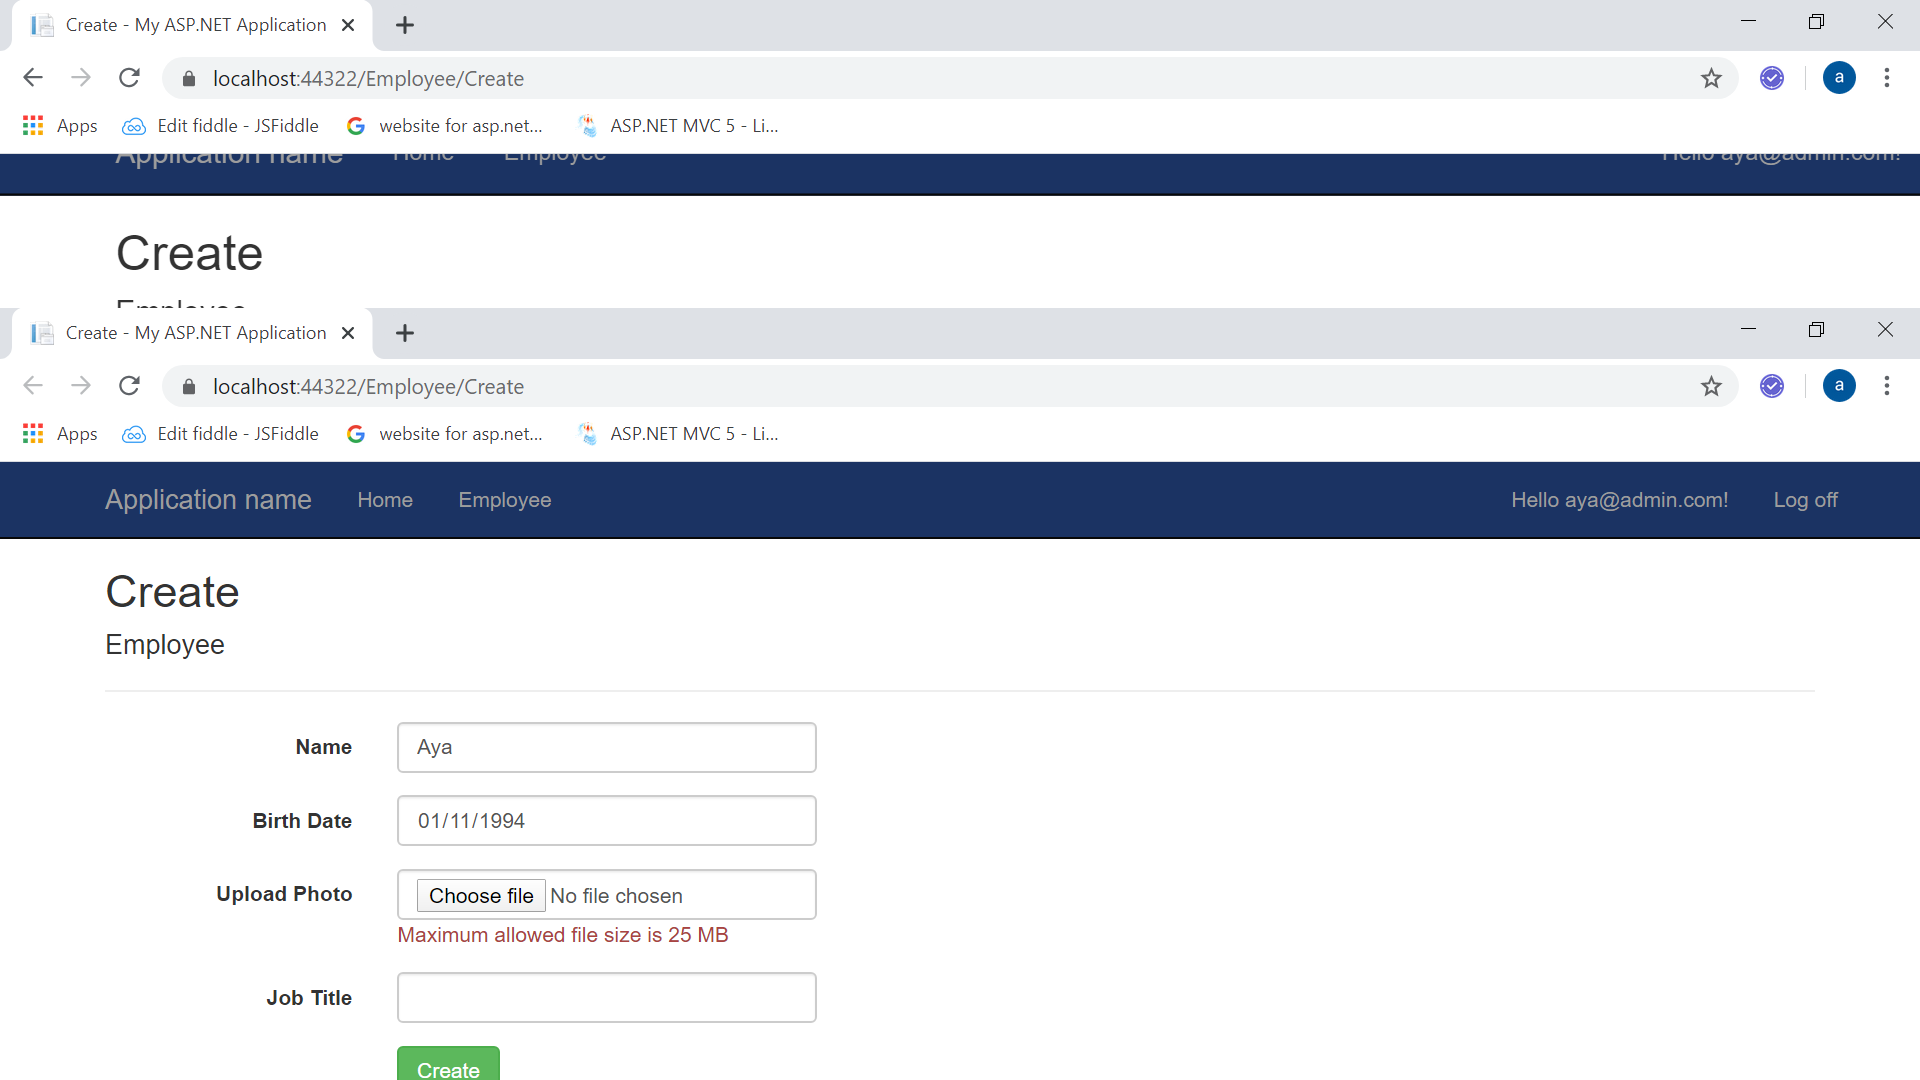 Create - My ASP.NET Application
localhost:44322/Employee/Create
a
Apps Edit fiddle - JSFiddle website for asp.net... ASP.NET MVC 5 - Li...
Application name Home Employee Hello aya@admin.com!
Create
Employee
Create - My ASP.NET Application
localhost:44322/Employee/Create
a
Apps Edit fiddle - JSFiddle website for asp.net... ASP.NET MVC 5 - Li...
Application name Home Employee Hello aya@admin.com! Log off
Create
Employee
Name Aya
Birth Date 01/11/1994
Upload Photo Choose file No file chosen
Maximum allowed file size is 25 MB
Job Title
Create